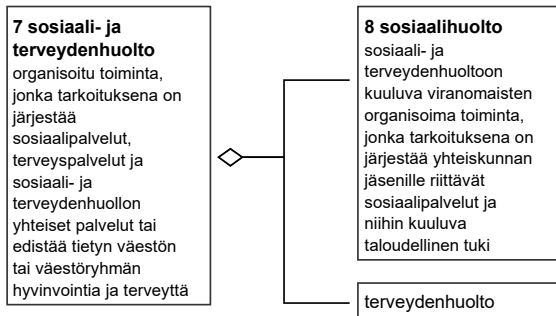 7 sosiaali- ja
terveydenhuolto
organisoitu toiminta,
jonka tarkoituksena on
järjestää
sosiaalipalvelut,
terveyspalvelut ja
sosiaali- ja
terveydenhuollon
yhteiset palvelut tai
edistää tietyn väestön
tai väestöryhmän
hyvinvointia ja terveyttä
8 sosiaalihuolto
sosiaali- ja
terveydenhuoltoon
kuuluva viranomaisten
organisoima toiminta,
jonka tarkoituksena on
järjestää yhteiskunnan
jäsenille riittävät
sosiaalipalvelut ja
niihin kuuluva
taloudellinen tuki
terveydenhuolto